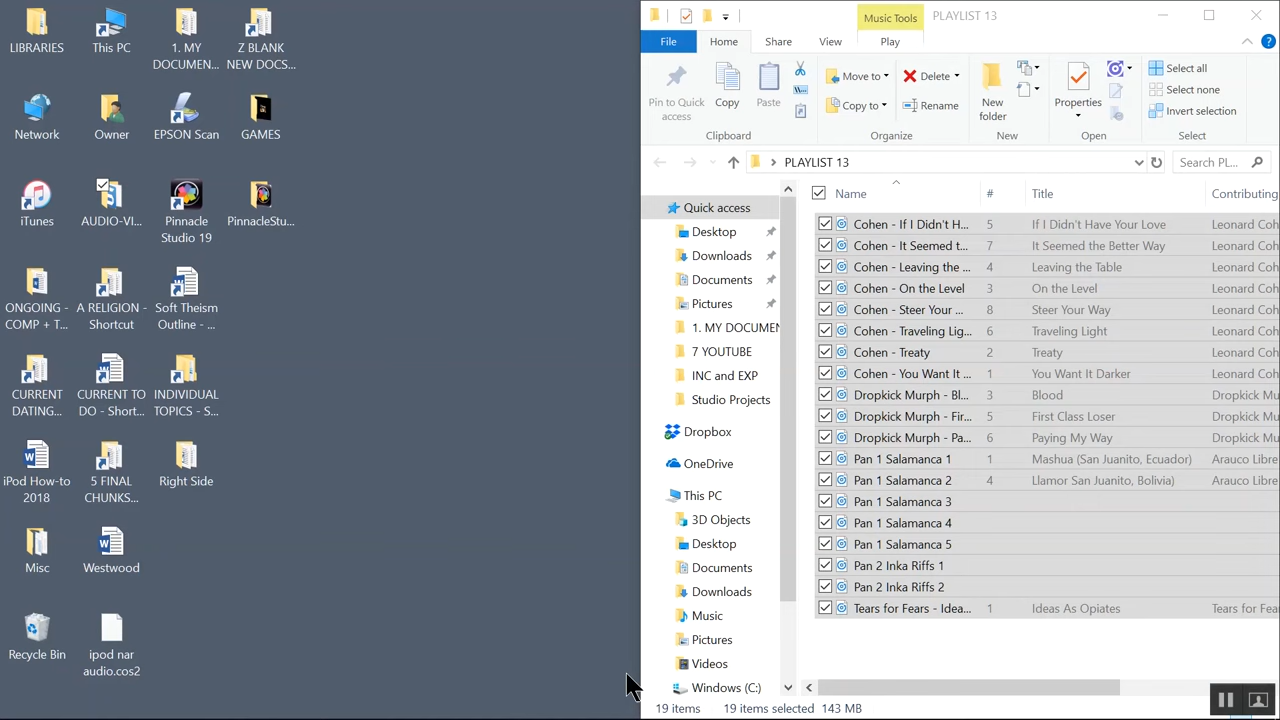 LIBRARIES
This PC
1. MY
DOCUMEN...
Z BLANK
NEW DOCS...
Network
Owner
EPSON Scan
GAMES
iTunes
AUDIO-VI...
Pinnacle
Studio 19
PinnacleStu...
ONGOING -
COMP + T...
A RELIGION -
Shortcut
Soft Theism
Outline - ...
CURRENT
DATING...
CURRENT TO
DO - Short...
INDIVIDUAL
TOPICS - S...
iPod How-to
2018
5 FINAL
CHUNKS...
Right Side
Misc
Westwood
Recycle Bin
ipod nar
audio.cos2
Music Tools
PLAYLIST 13
File
Home
Share
View
Play
Pin to Quick
access
Copy
Paste
Move to
Copy to
Delete
Rename
New
folder
Properties
Select all
Select none
Invert selection
Clipboard
Organize
New
Open
Select
PLAYLIST 13
Search PL...
Quick access
Desktop
Downloads
Documents
Pictures
1. MY DOCUMEN
7 YOUTUBE
INC and EXP
Studio Projects
Dropbox
OneDrive
This PC
3D Objects
Desktop
Documents
Downloads
Music
Pictures
Videos
Windows (C:)
Name # Title Contributing
Cohen - If I Didn't H... 5 If I Didn't Have Your Love Leonard Coh
Cohen - It Seemed t... 7 It Seemed the Better Way Leonard Coh
Cohen - Leaving the ... 4 Leaving the Table Leonard Coh
Cohen - On the Level 3 On the Level Leonard Coh
Cohen - Steer Your ... 8 Steer Your Way Leonard Coh
Cohen - Traveling Lig... 6 Traveling Light Leonard Coh
Cohen - Treaty 2 Treaty Leonard Coh
Cohen - You Want It ... 1 You Want It Darker Leonard Coh
Dropkick Murph - Bl... 3 Blood Dropkick Mu
Dropkick Murph - Fir... 5 First Class Loser Dropkick Mu
Dropkick Murph - Pa... 6 Paying My Way Dropkick Mu
Pan 1 Salamanca 1 1 Mashua (San Juanito, Ecuador) Arauco Libre
Pan 1 Salamanca 2 4 Llamor San Juanito, Bolivia) Arauco Libre
Pan 1 Salamanca 3
Pan 1 Salamanca 4
Pan 1 Salamanca 5
Pan 2 Inka Riffs 1
Pan 2 Inka Riffs 2
Tears for Fears - Idea... 1 Ideas As Opiates Tears for Fea
19 items 19 items selected 143 MB